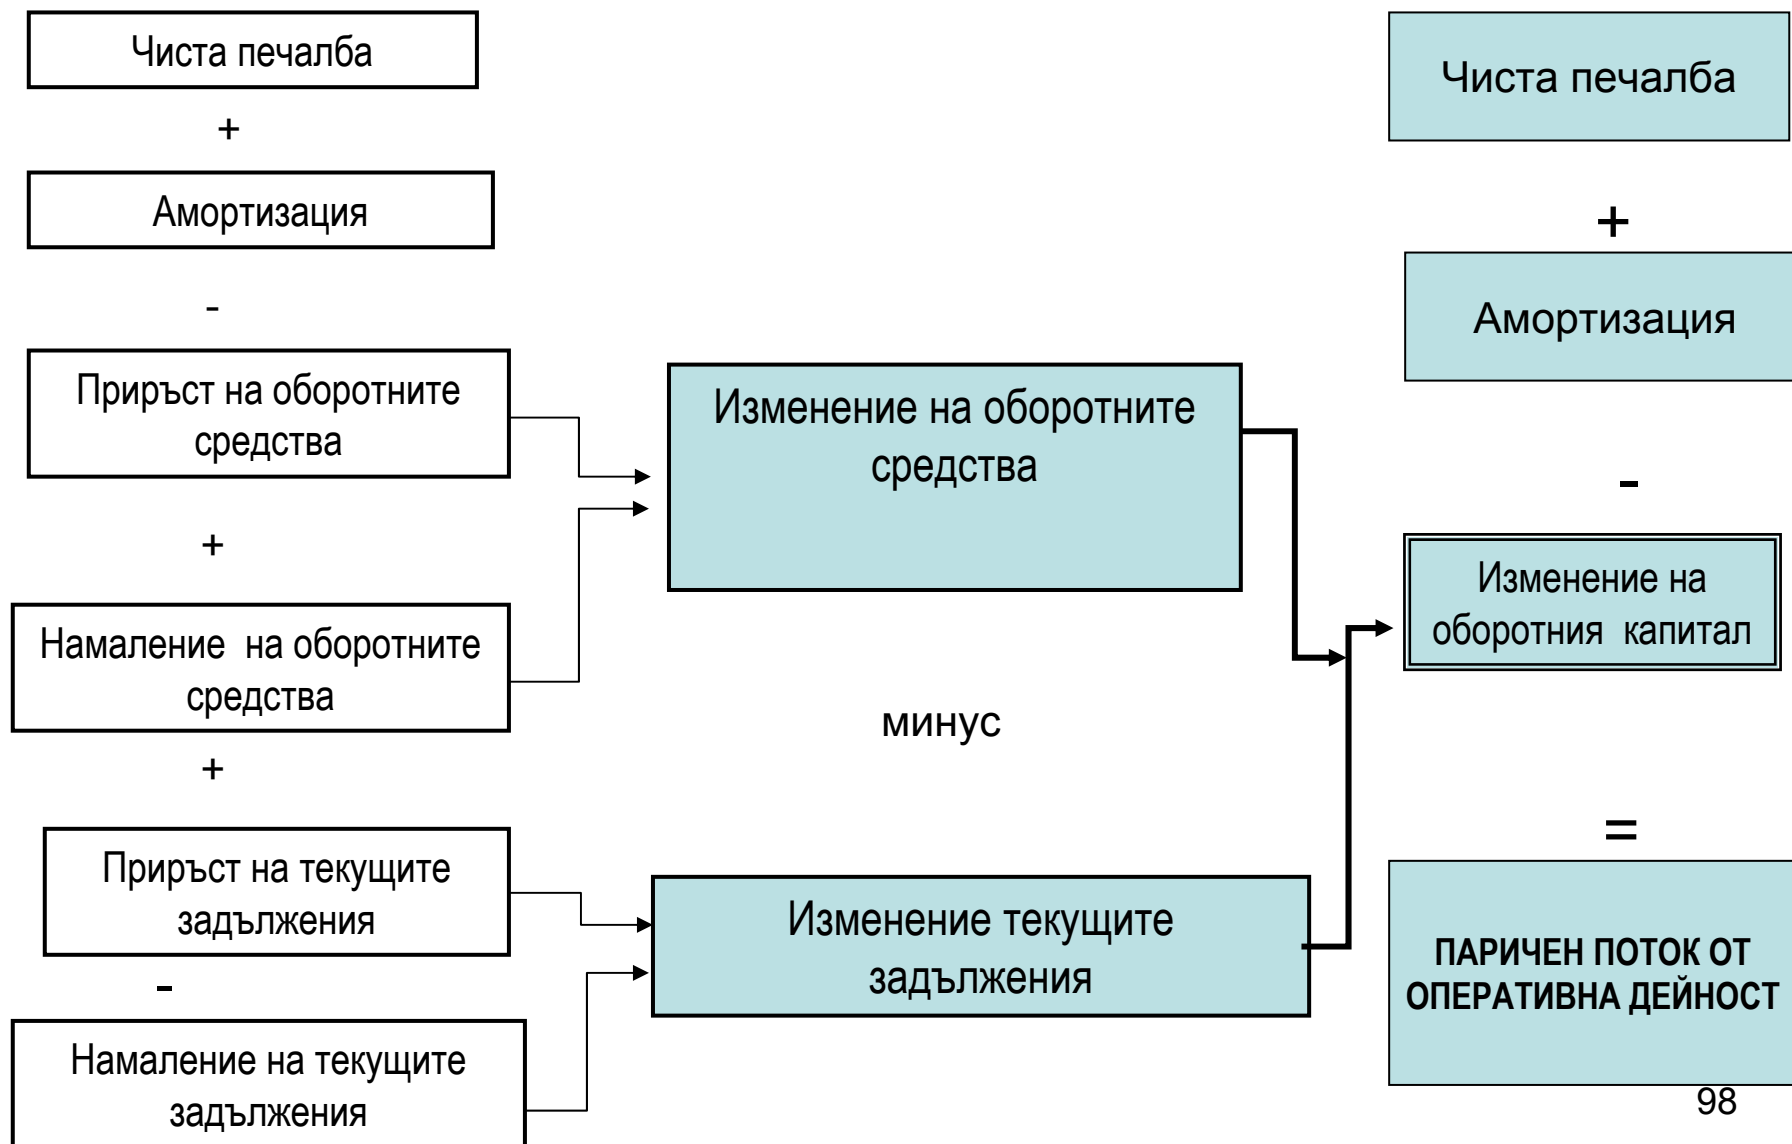 Чиста печалба
+
Амортизация
-
Приръст на оборотните
средства
+
Намаление  на оборотните
средства
+
Приръст на текущите
задължения
-
Намаление на текущите
задължения
Изменение на оборотните
средства
минус
Изменение текущите
задължения
Чиста печалба
+
Амортизация
-
Изменение на
оборотния  капитал
=
ПАРИЧЕН ПОТОК ОТ
ОПЕРАТИВНА ДЕЙНОСТ
98